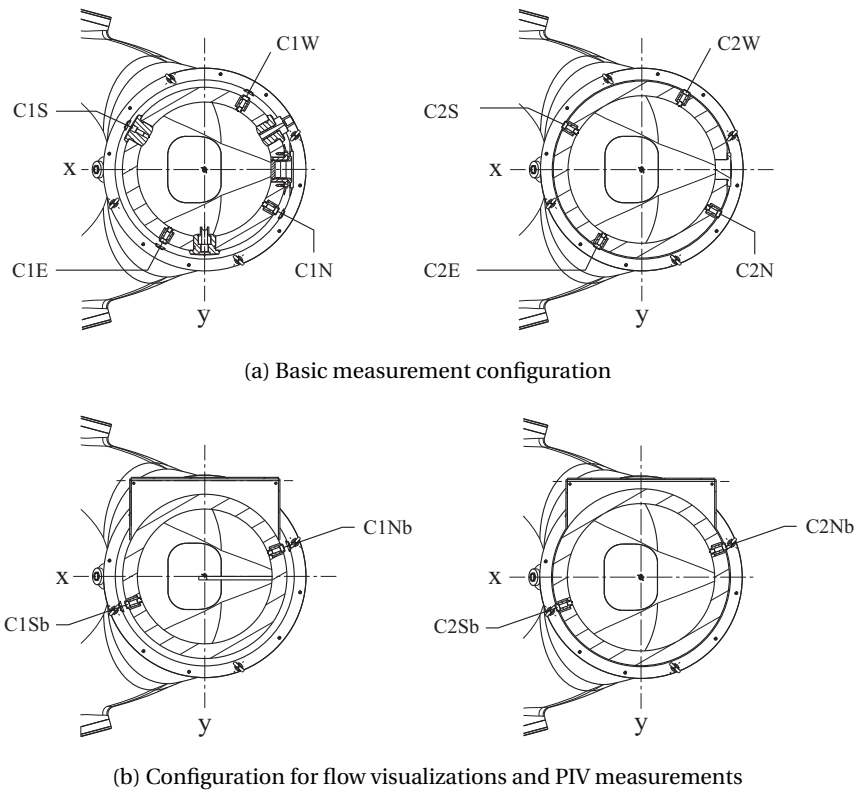 C1W
C2W
C1S
C2S
x
x
C1E
C1N
C2E
C2N
y
y
(a) Basic measurement configuration
C1Nb
C2Nb
x
x
C1Sb
C2Sb
y
y
(b) Configuration for flow visualizations and PIV measurements